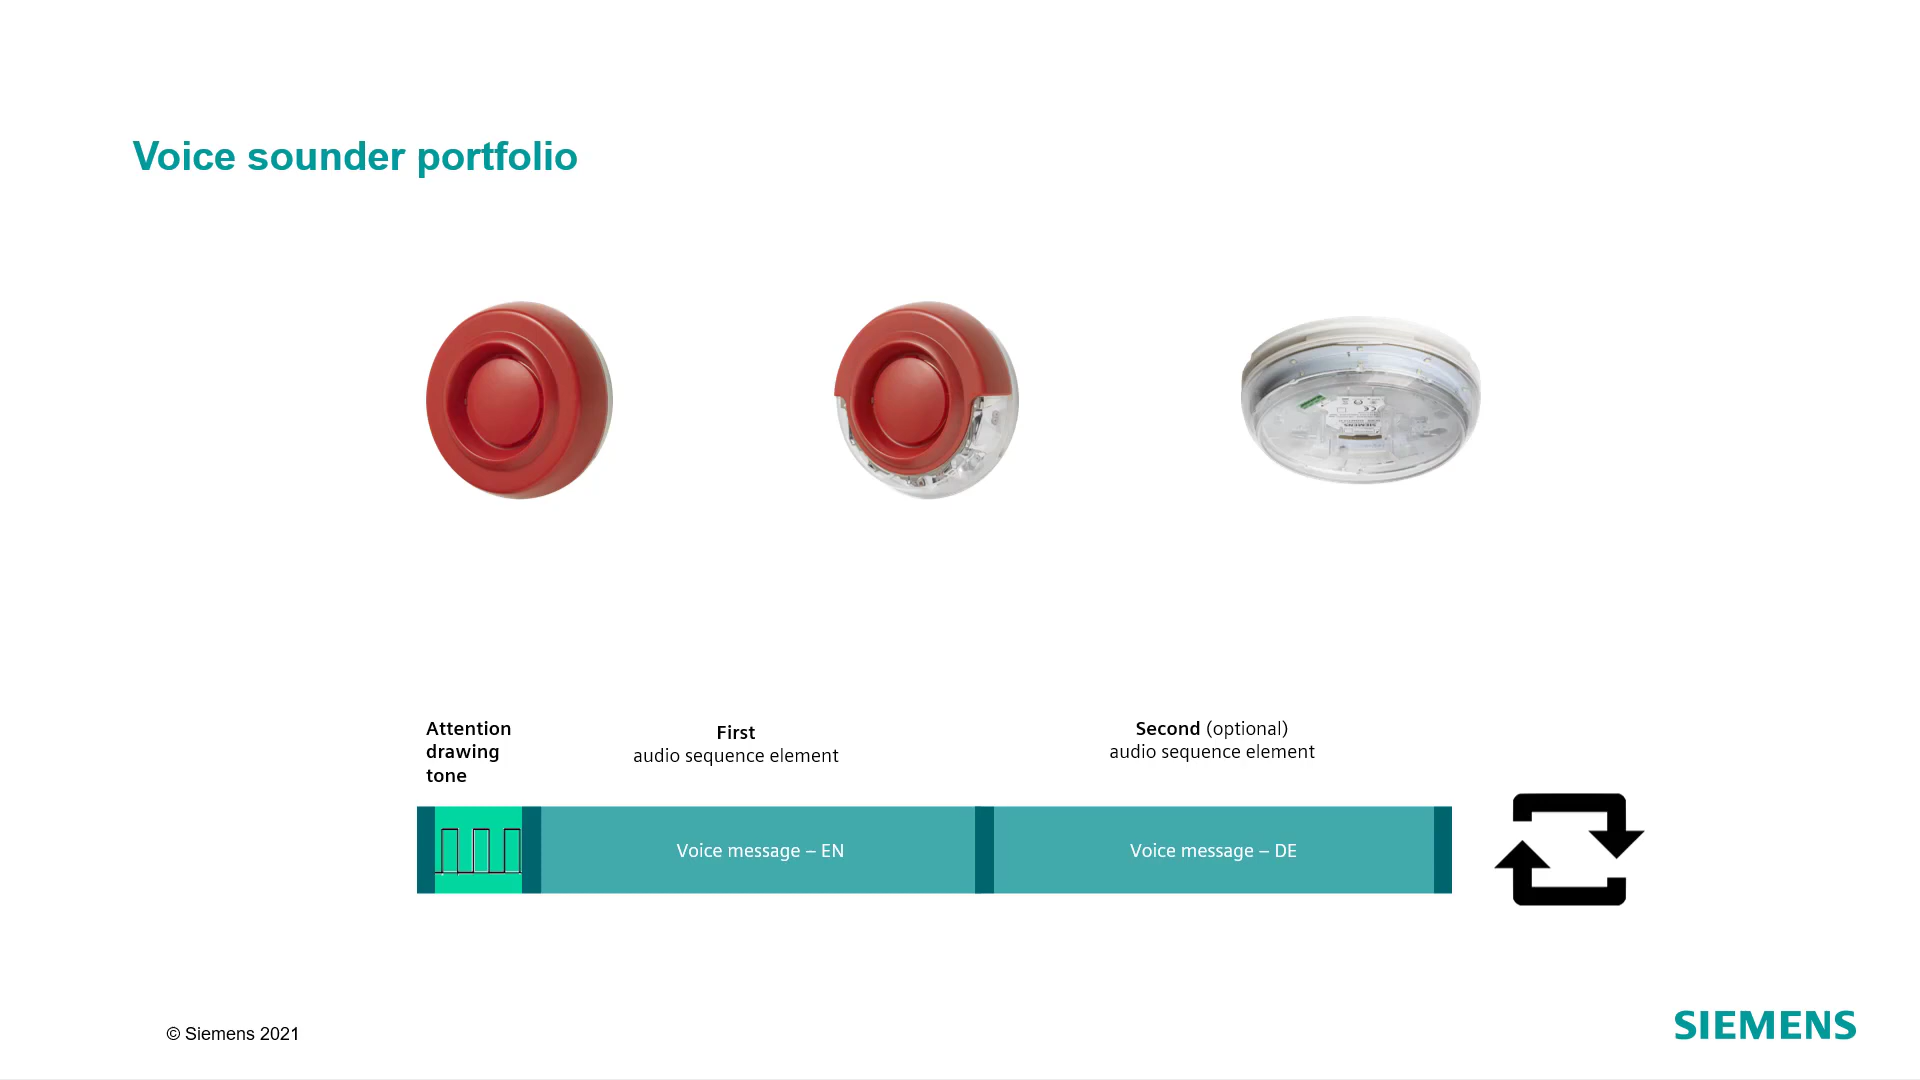 Voice sounder portfolio
Attention
drawing
tone
First
audio sequence element
Second (optional)
audio sequence element
Voice message – EN
Voice message – DE
© Siemens 2021
SIEMENS